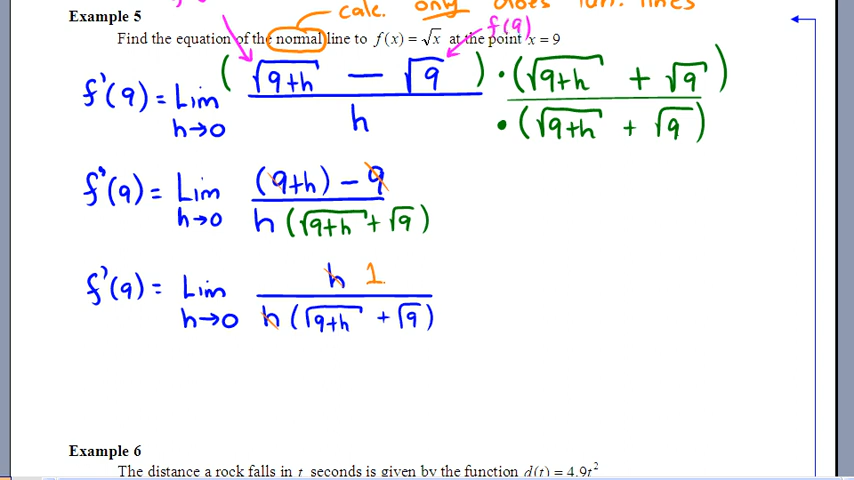 calc. only does tan. lines
Example 5
f(9)
Find the equation of the normal line to f(x) = √x at the point x = 9
f'(9) = Lim h→0 (√9+h − √9) / h • (√9+h + √9) / • (√9+h + √9)
f'(9) = Lim h→0 (9+h) − 9 / h (√9+h + √9)
f'(9) = Lim h→0 h 1 / h (√9+h + √9)
Example 6
The distance a rock falls in t seconds is given by the function d(t) = 4.9t²